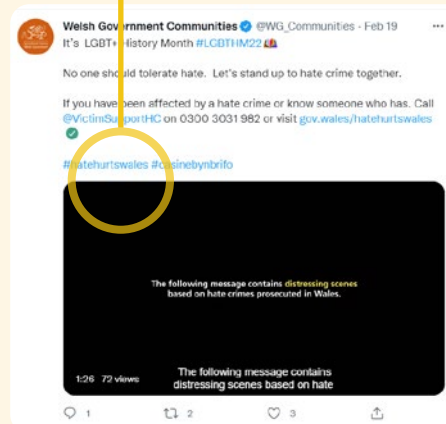 Welsh Government Communities @WG_Communities · Feb 19 ...
It's LGBT+ History Month #LGBTHM22
No one should tolerate hate. Let's stand up to hate crime together.
If you have been affected by a hate crime or know someone who has. Call
@VictimSupportHC on 0300 3031 982 or visit gov.wales/hatehurtswales
#hatehurtswales #casinebynbrifo
The following message contains distressing scenes
based on hate crimes prosecuted in Wales.
The following message contains
distressing scenes based on hate
1:26 72 views
1 2 3